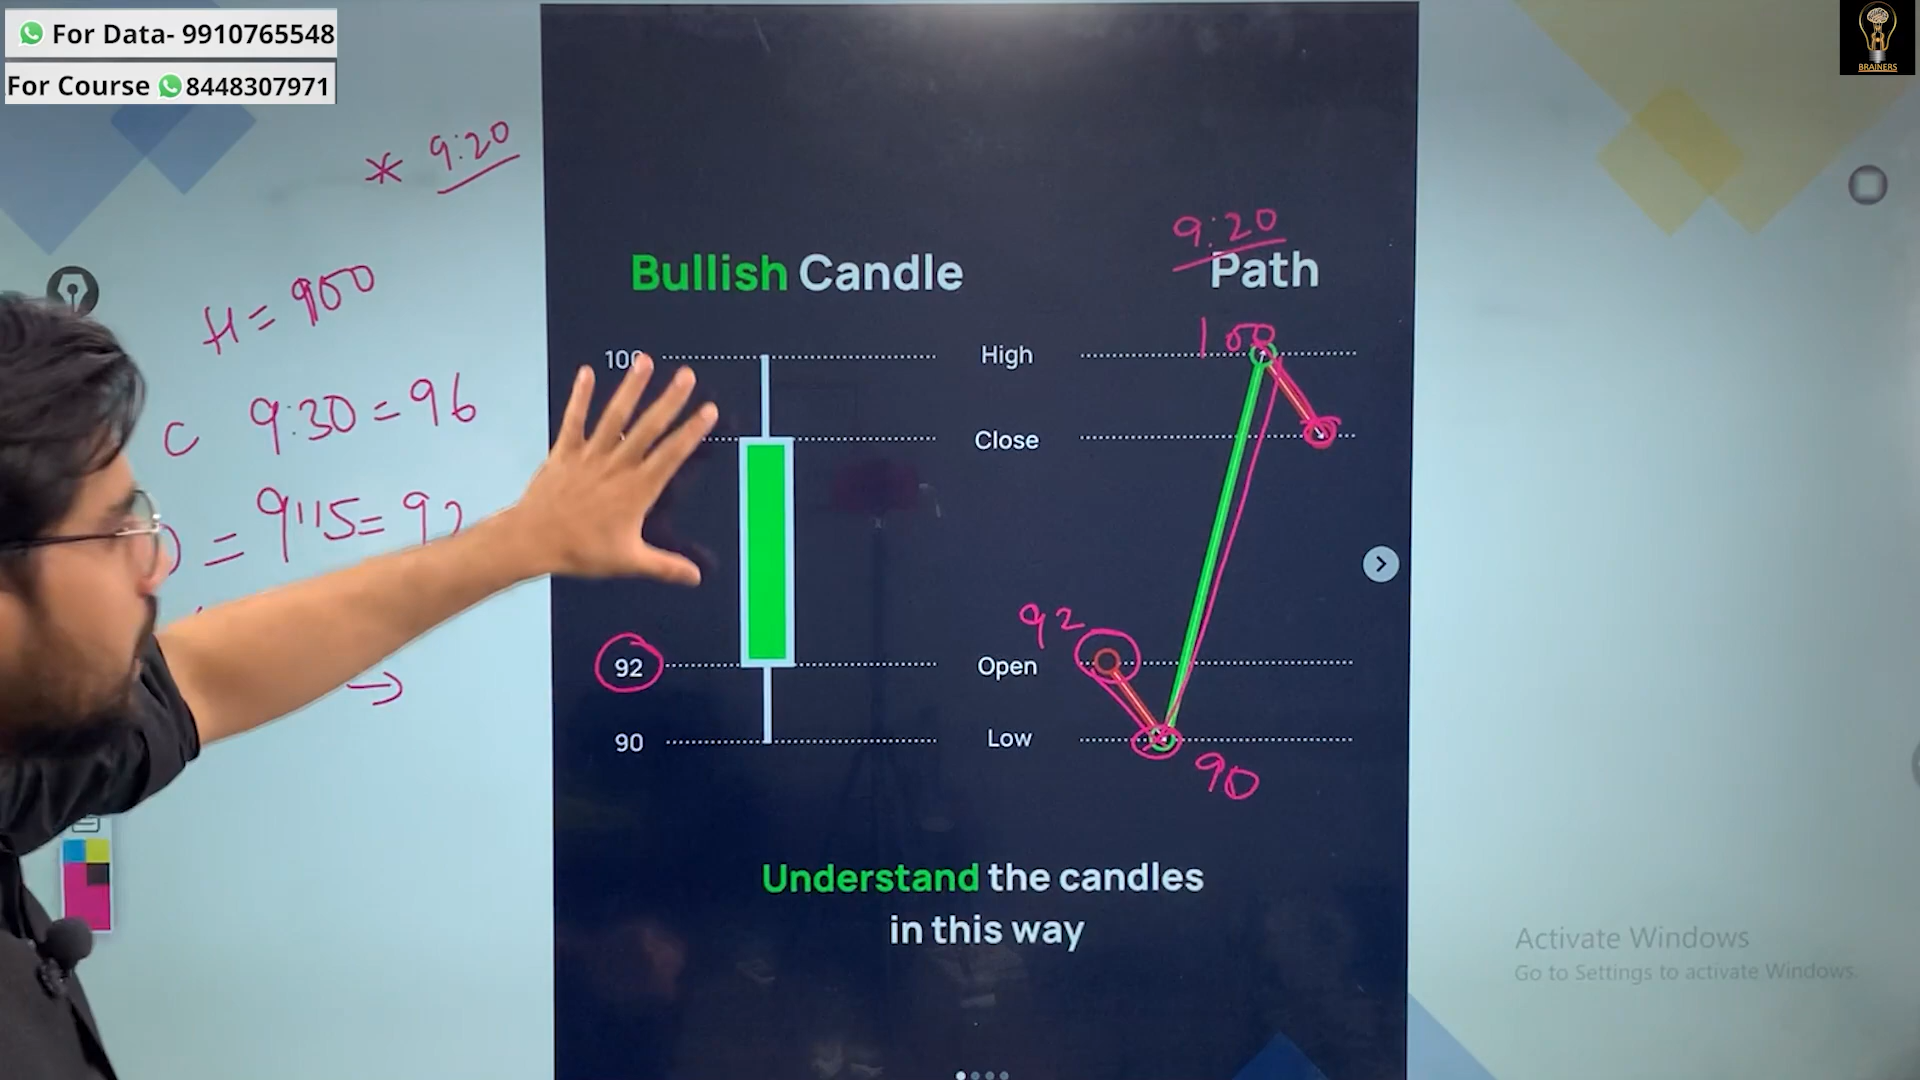 For Data- 9910765548
For Course 8448307971
BRAINERS
* 9:20
9:20
Bullish Candle
Path
H = 900
100
High
100
C 9:30 = 96
Close
= 9'15 = 92
92
Open
92
90
Low
90
Understand the candles
in this way
Activate Windows
Go to Settings to activate Windows.